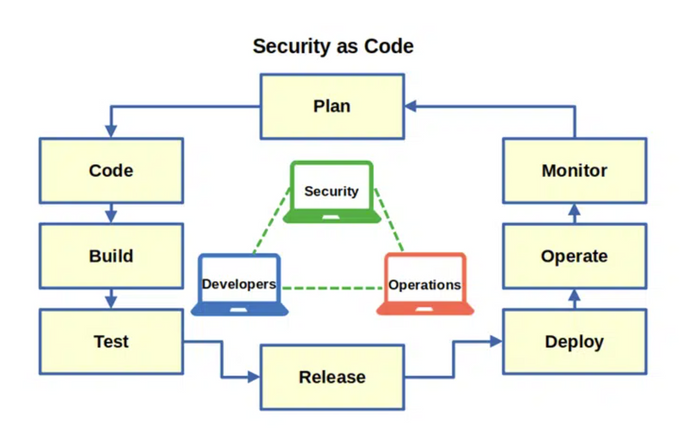 Security as Code
Plan
Code
Monitor
Security
Build
Operate
Developers
Operations
Test
Deploy
Release